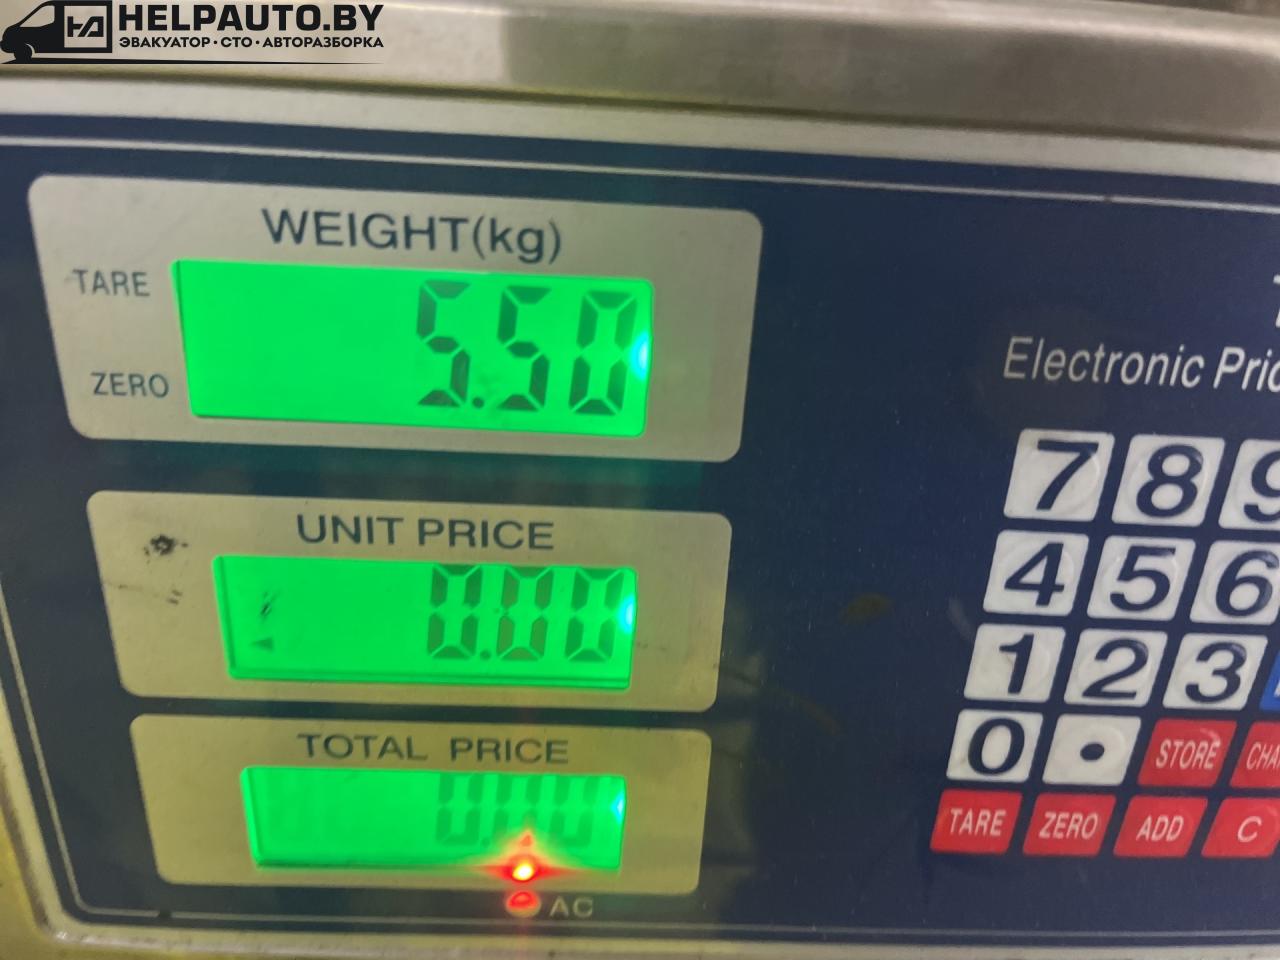 HELPAUTO.BY
ЭВАКУАТОР · СТО · АВТОРАЗБОРКА
WEIGHT(kg)
TARE
5.50
ZERO
Electronic
UNIT PRICE
0.00
TOTAL PRICE
0.00
AC
7 8 9
4 5 6
1 2 3
0 . STORE
TARE ZERO ADD C